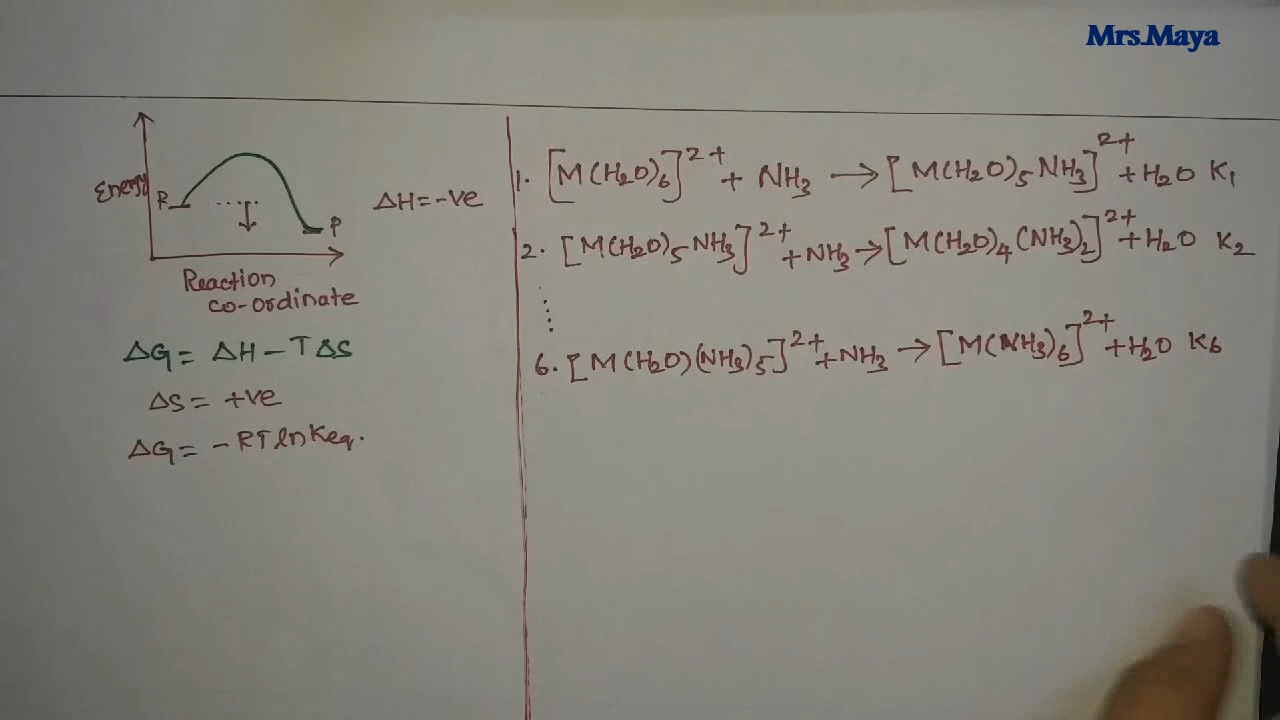 Mrs.Maya
Energy
R
P
ΔH = -ve
Reaction
co-ordinate
ΔG = ΔH - TΔS
ΔS = +ve
ΔG = - RT ln Keq.
1. [M(H₂O)₆]²⁺ + NH₃ → [M(H₂O)₅NH₃]²⁺ + H₂O K₁
2. [M(H₂O)₅NH₃]²⁺ + NH₃ → [M(H₂O)₄(NH₃)₂]²⁺ + H₂O K₂
6. [M(H₂O)(NH₃)₅]²⁺ + NH₃ → [M(NH₃)₆]²⁺ + H₂O K₆